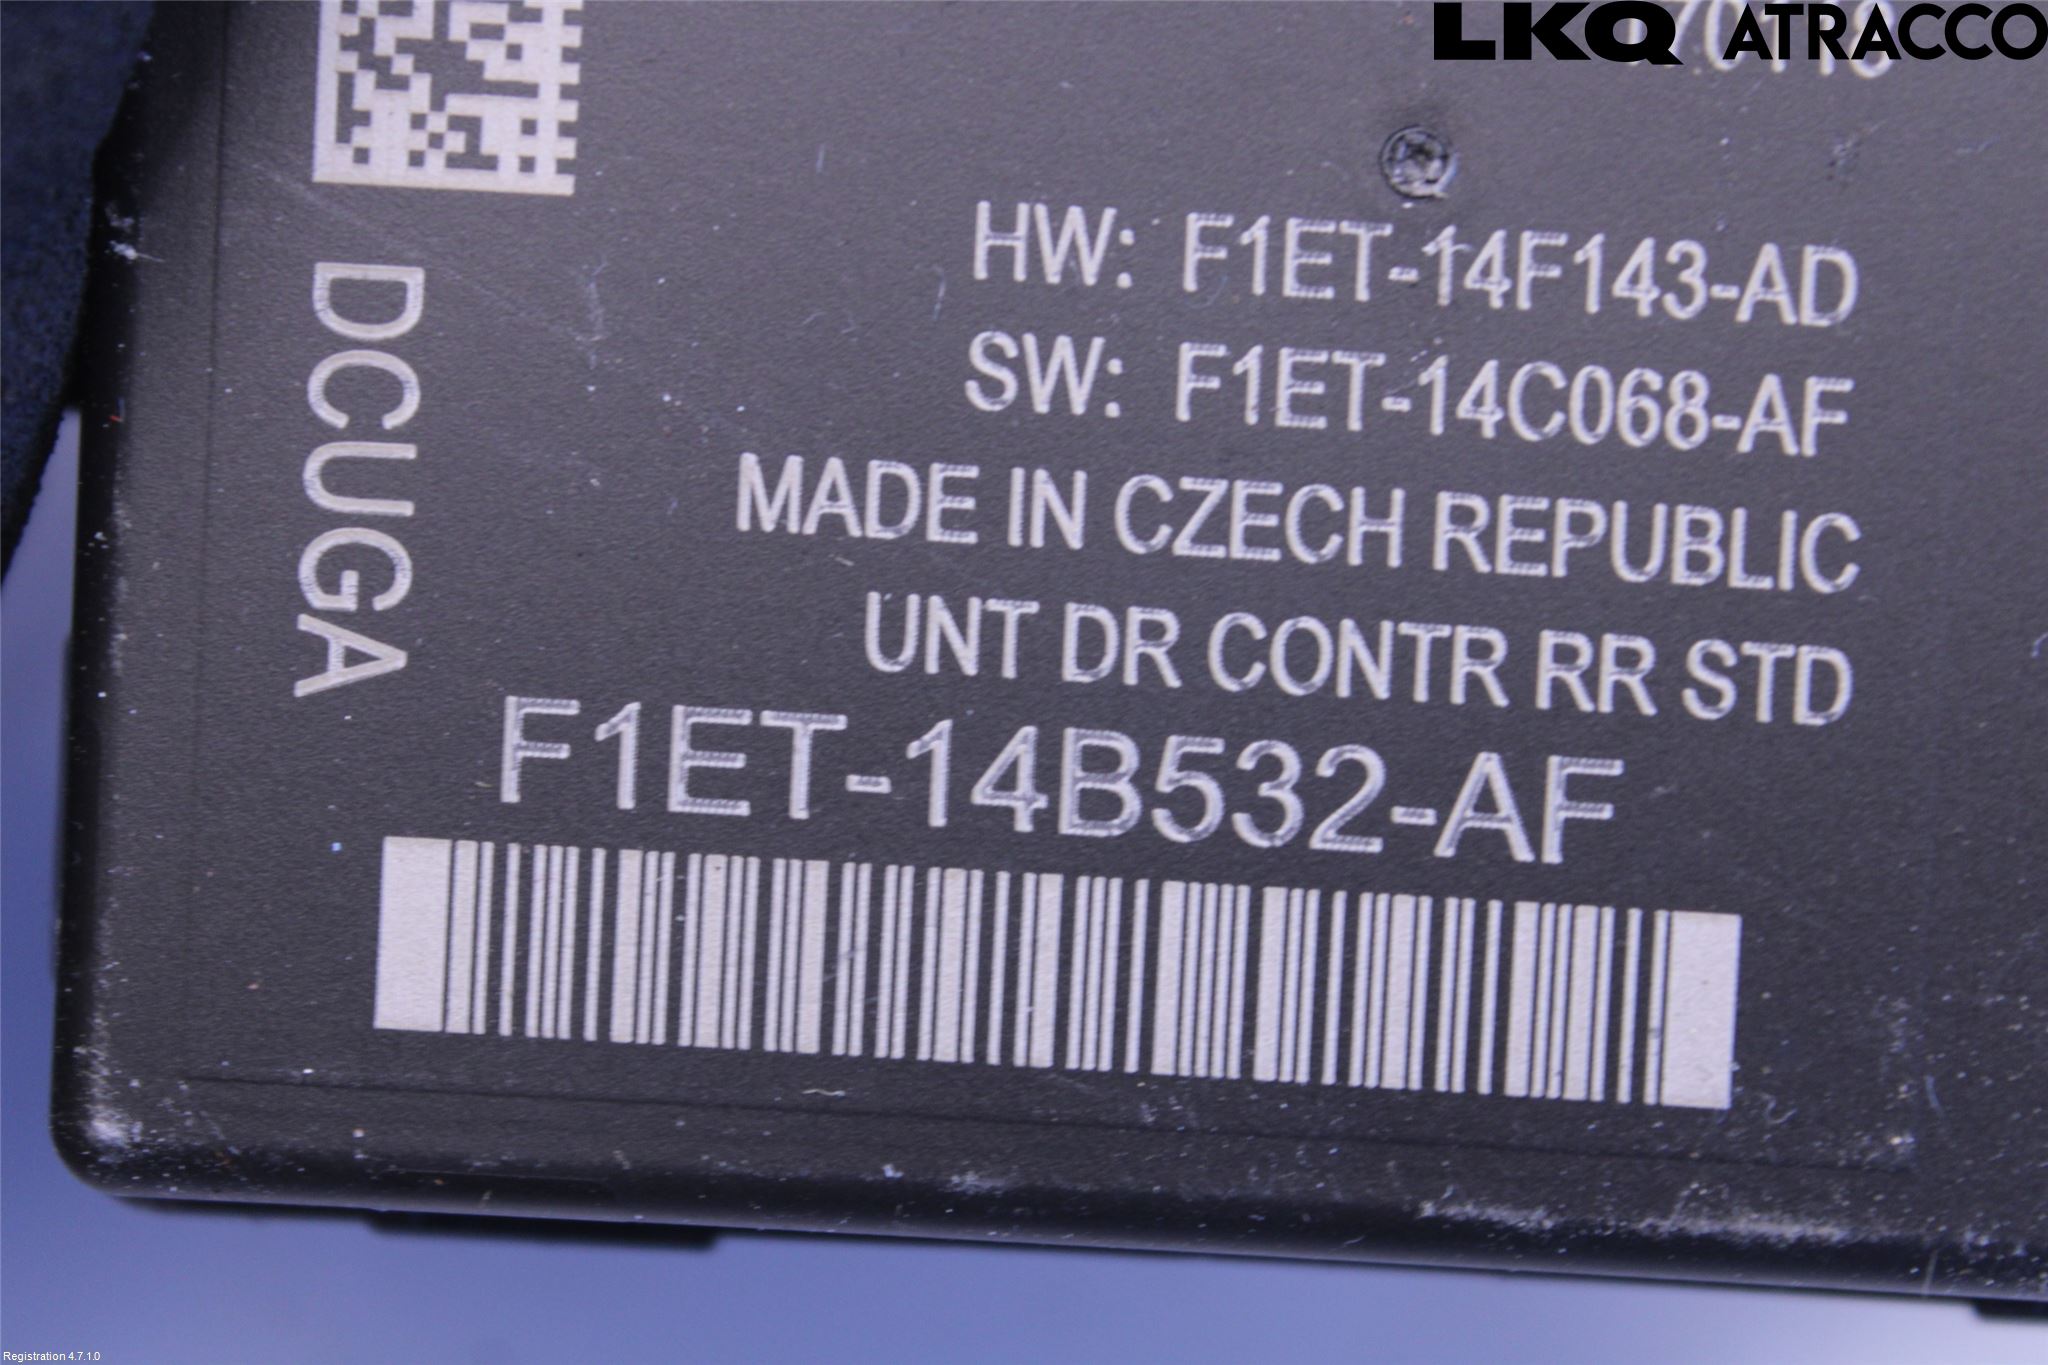 LKQ ATRACCO
HW: F1ET-14F143-AD
SW: F1ET-14C068-AF
MADE IN CZECH REPUBLIC
UNT DR CONTR RR STD
F1ET-14B532-AF
DCUGA
Registration 4.7.1.0